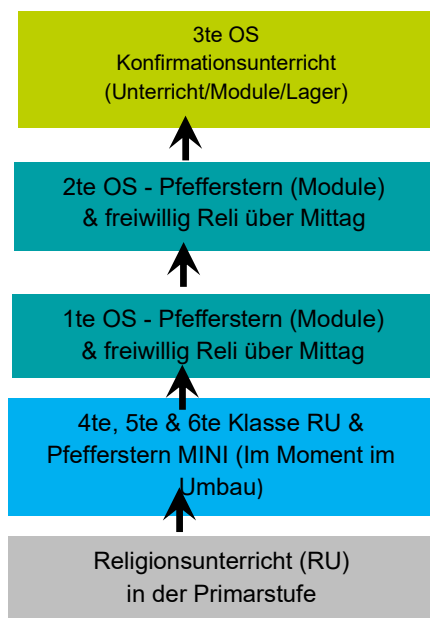 3te OS
Konfirmationsunterricht
(Unterricht/Module/Lager)
2te OS - Pfefferstern (Module)
& freiwillig Reli über Mittag
1te OS - Pfefferstern (Module)
& freiwillig Reli über Mittag
4te, 5te & 6te Klasse RU &
Pfefferstern MINI (Im Moment im
Umbau)
Religionsunterricht (RU)
in der Primarstufe